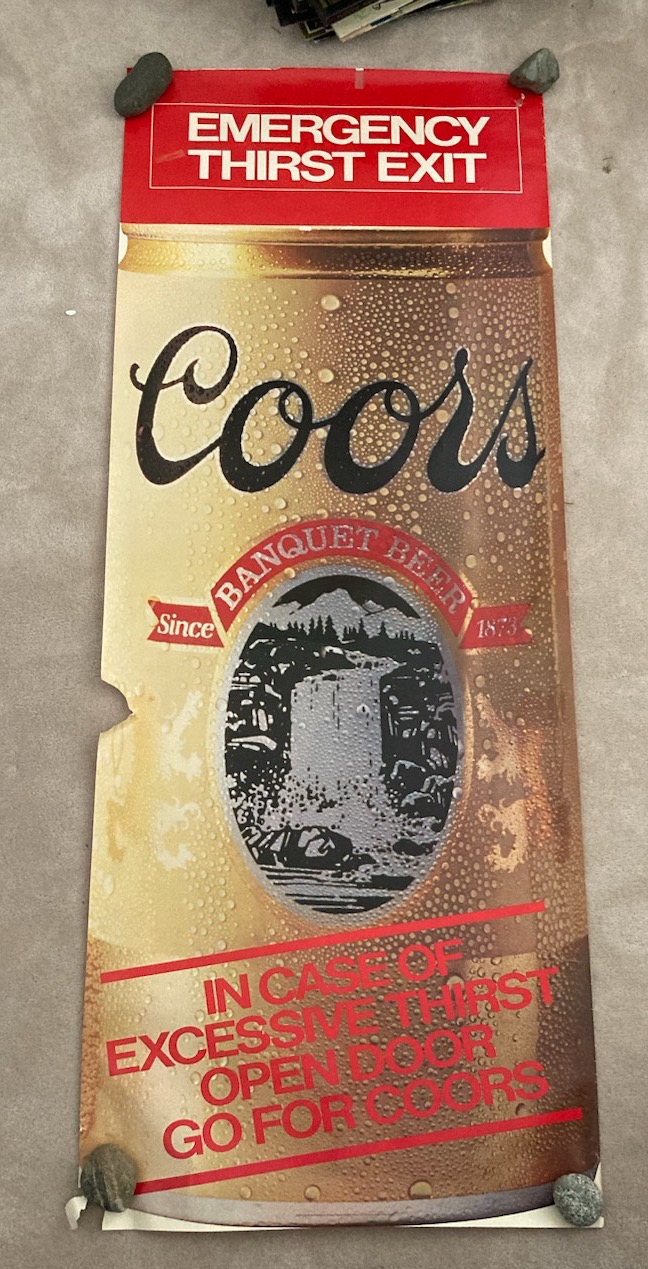 EMERGENCY
THIRST EXIT
Coors
BANQUET BEER
Since 1873
IN CASE OF
EXCESSIVE THIRST
OPEN DOOR
GO FOR COORS